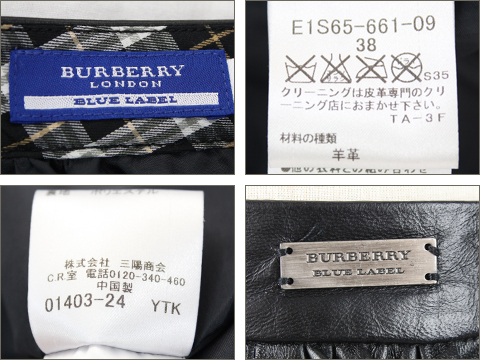 BURBERRY
LONDON
BLUE LABEL
E1S65-661-09
38
S35
クリーニングは皮革専門のクリ
ーニング店におまかせ下さい。
TA-3F
材料の種類
羊革
株式会社 三陽商会
C.R.室 電話0120-340-460
中国製
01403-24 YTK
BURBERRY
BLUE LABEL